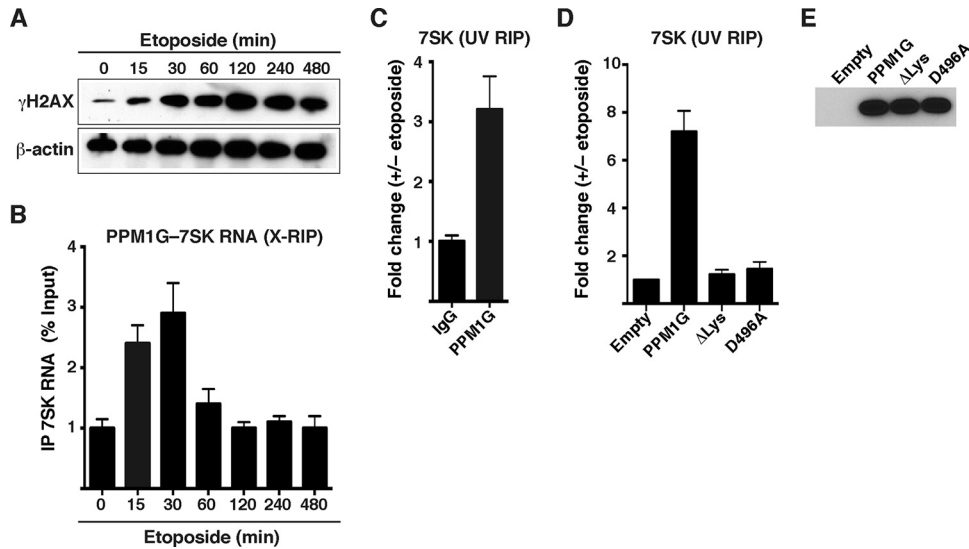 A
Etoposide (min)
0 15 30 60 120 240 480
γH2AX
β-actin
B
PPM1G–7SK RNA (X-RIP)
IP 7SK RNA (% Input)
4
3
2
1
0 15 30 60 120 240 480
Etoposide (min)
C
7SK (UV RIP)
Fold change (+/− etoposide)
4
3
2
1
0
IgG
PPM1G
D
7SK (UV RIP)
Fold change (+/− etoposide)
10
8
6
4
2
0
Empty
PPM1G
ΔLys
D496A
E
Empty
PPM1G
ΔLys
D496A